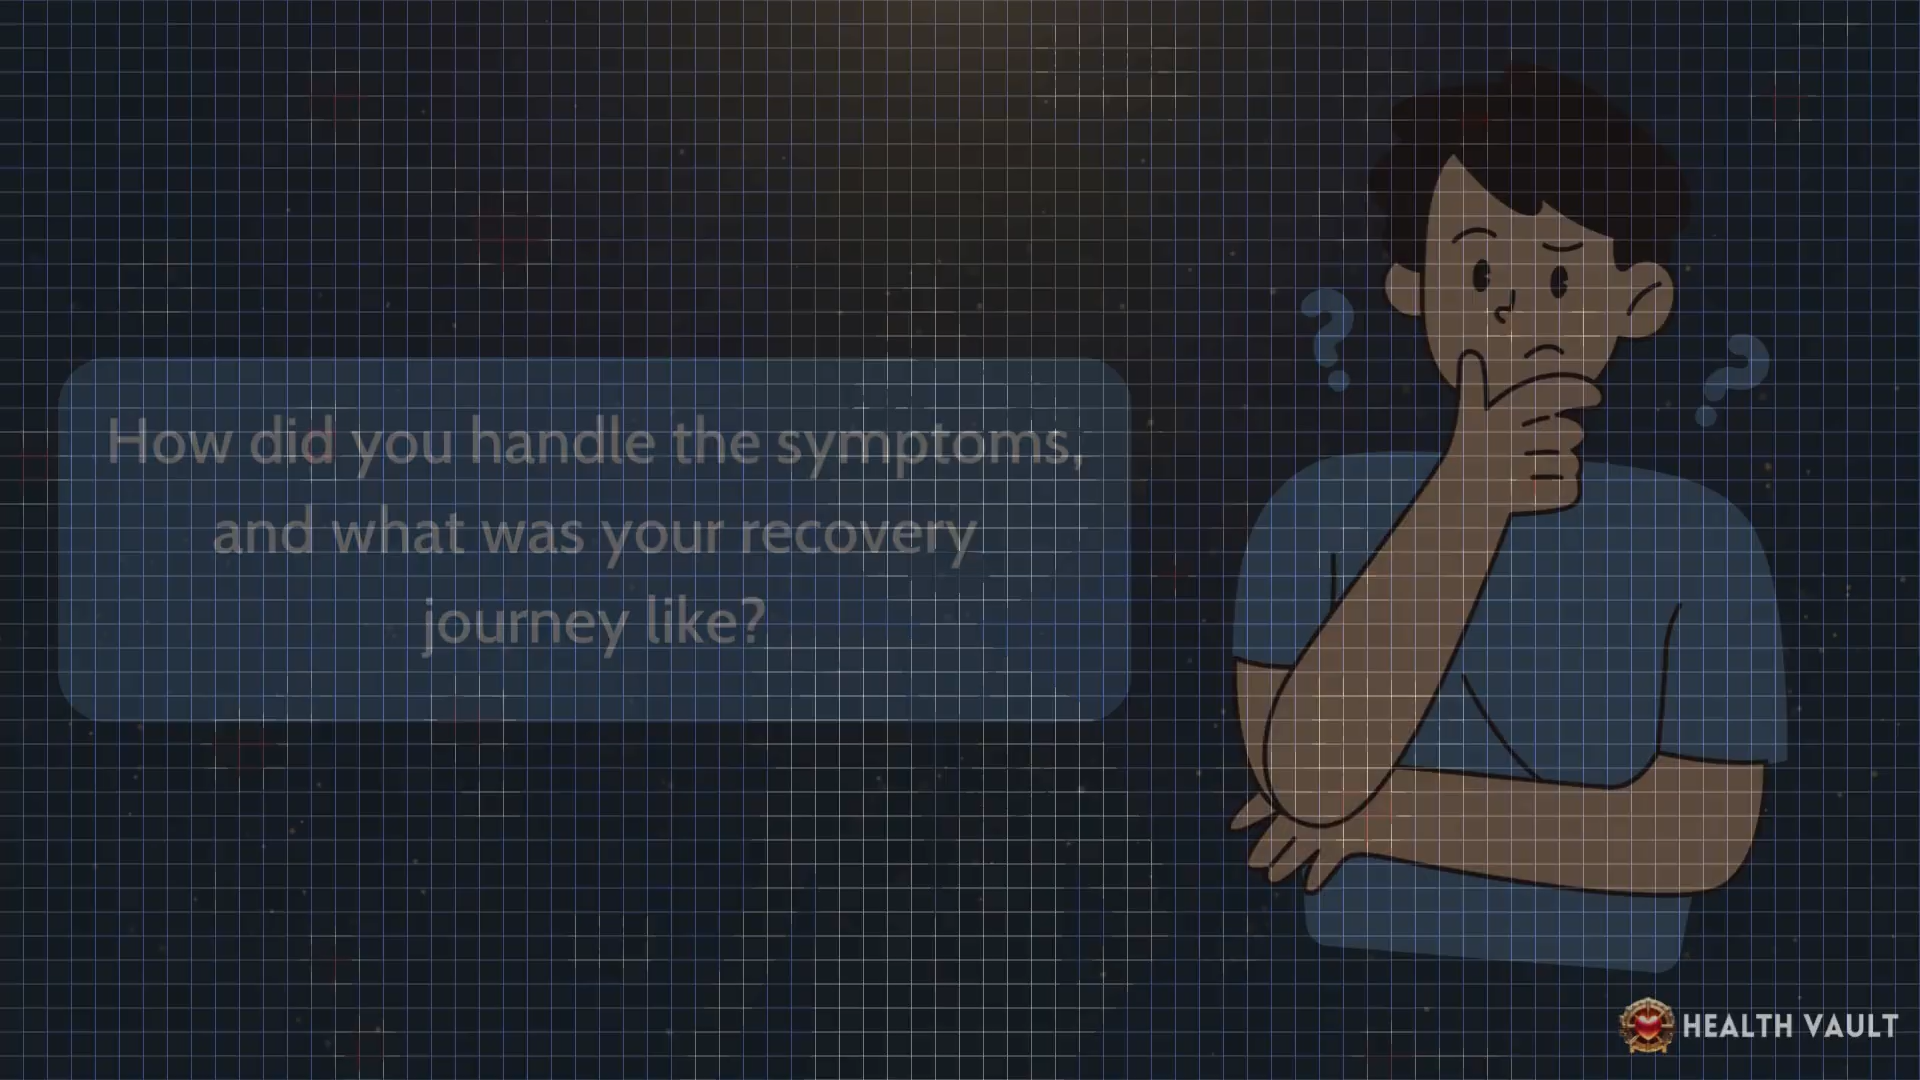 How did you handle the symptoms,
and what was your recovery
journey like?
HEALTH VAULT